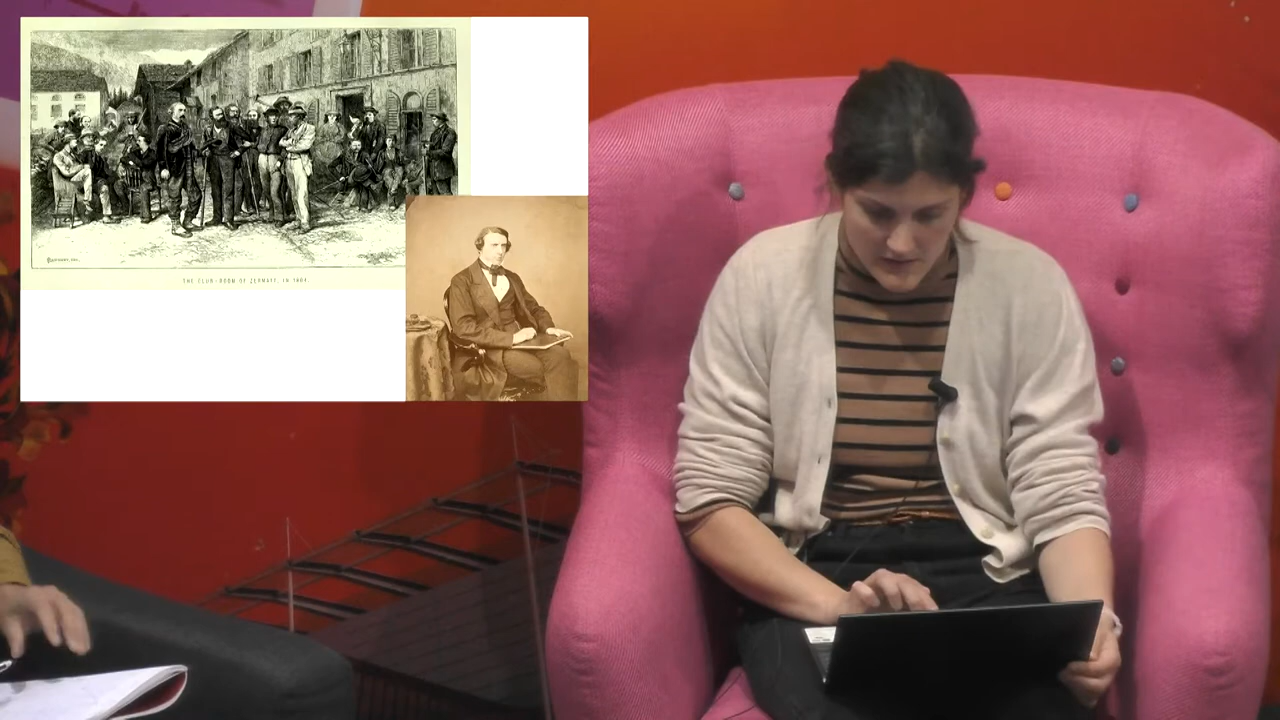 THE CLUB-ROOM OF ZERMATT, IN 1864.